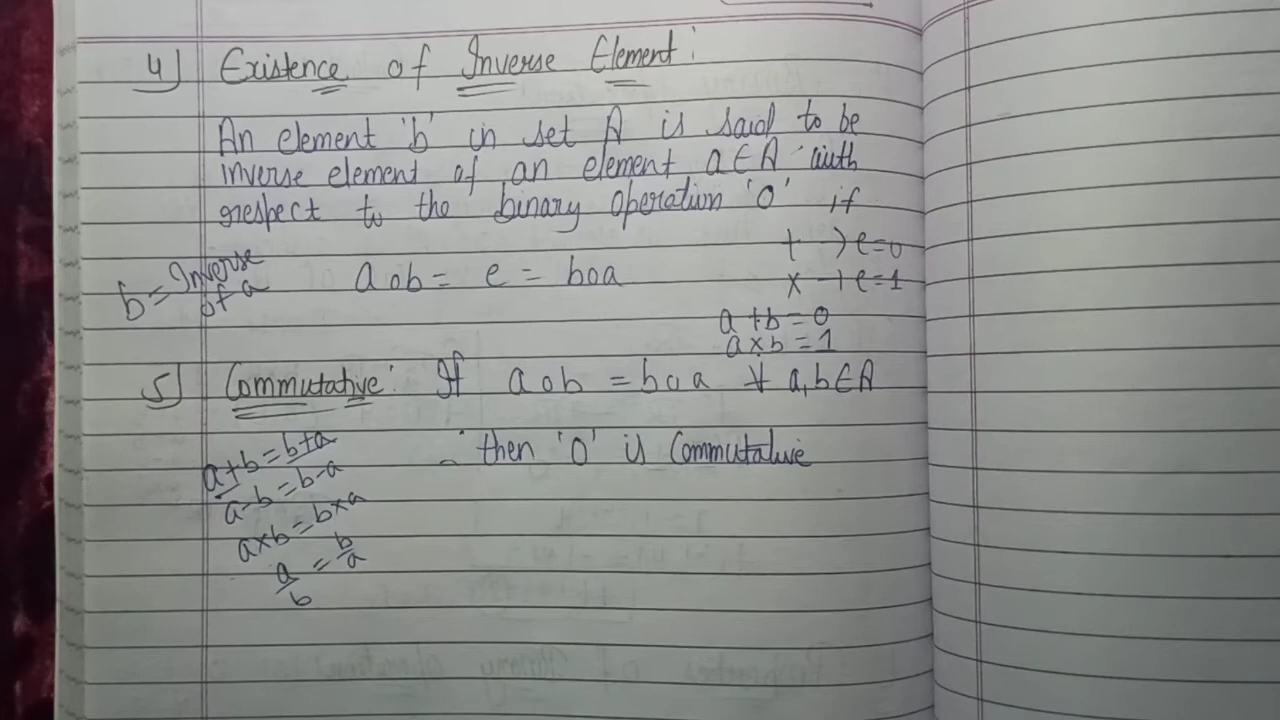 4) Existence of Inverse Element:
An element 'b' in set A is said to be
inverse element of an element a∈A with
respect to the binary operation 'O' if
+ → e=0
b = Inverse of a
a o b = e = b o a
x → e=1
a + b = 0
a × b = 1
5) Commutative: If a o b = b o a ∀ a,b∈A
then 'O' is Commutative
a+b = b+a
a-b = b-a
a×b = b×a
a/b = b/a